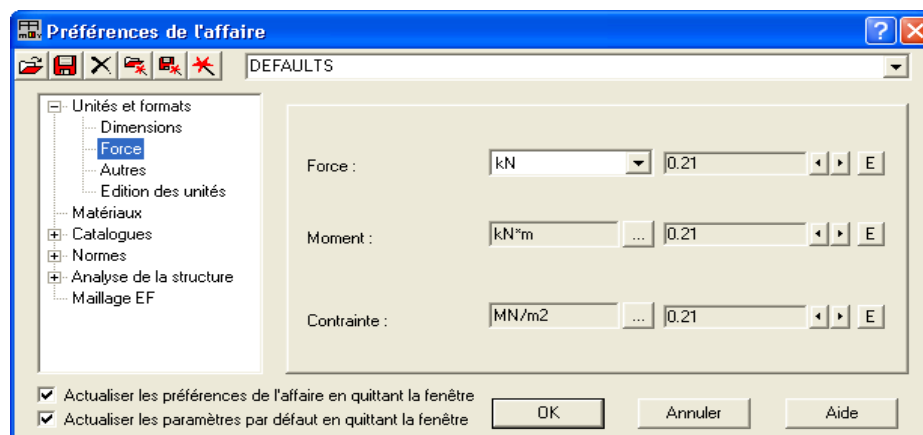 Préférences de l'affaire
DEFAULTS
Unités et formats
Dimensions
Force
Autres
Edition des unités
Matériaux
Catalogues
Normes
Analyse de la structure
Maillage EF
Force : kN 0.21 E
Moment : kN*m ... 0.21 E
Contrainte : MN/m2 ... 0.21 E
Actualiser les préférences de l'affaire en quittant la fenêtre
Actualiser les paramètres par défaut en quittant la fenêtre
OK Annuler Aide